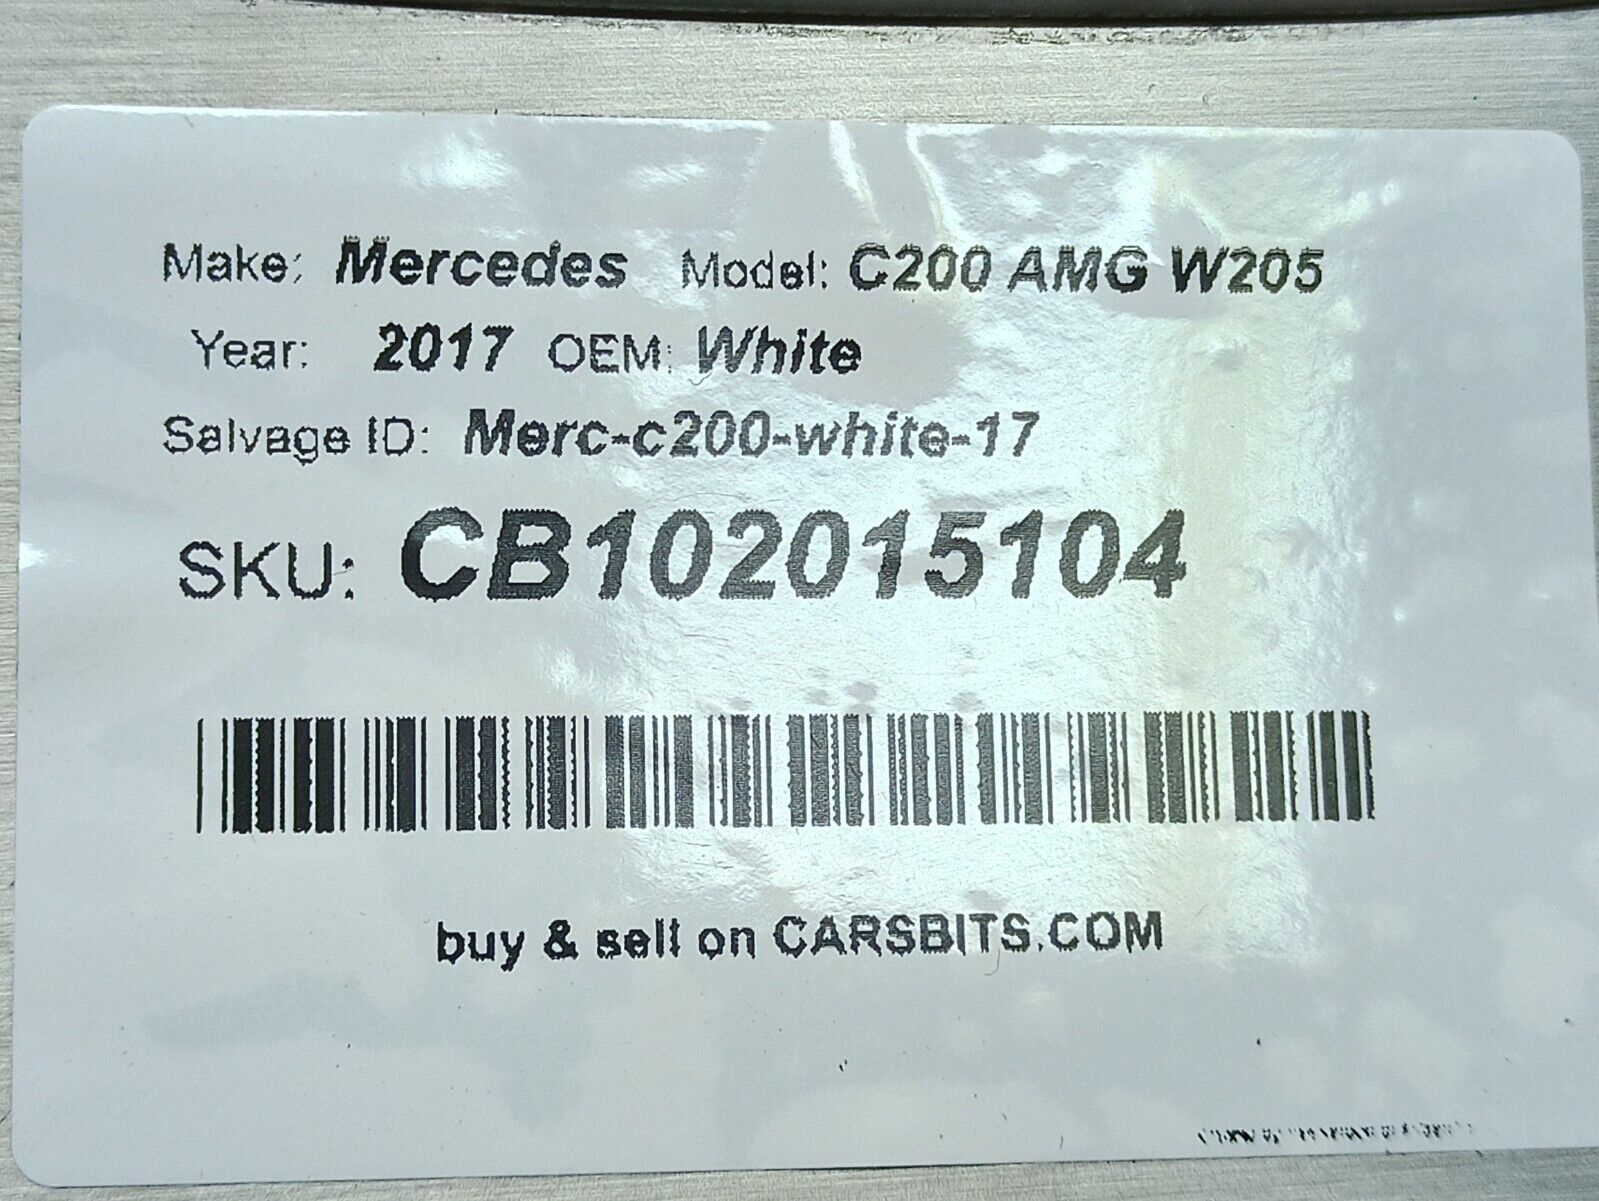 Make: Mercedes Model: C200 AMG W205
Year: 2017 OEM: White
Salvage ID: Merc-c200-white-17
SKU: CB102015104
buy & sell on CARSBITS.COM